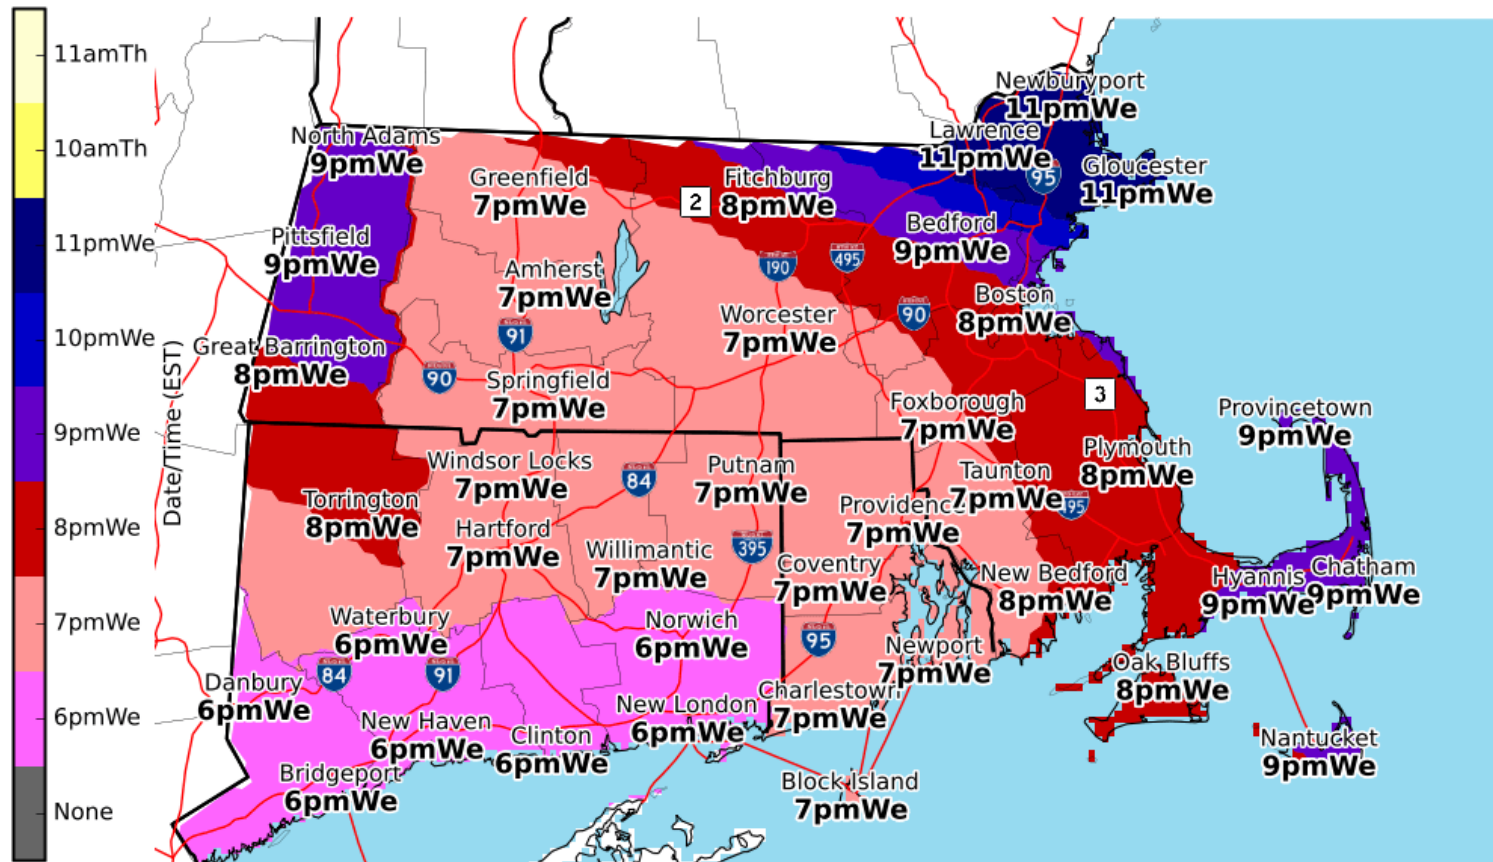 11amTh
10amTh
11pmWe
10pmWe
9pmWe
8pmWe
7pmWe
6pmWe
None
Date/Time (EST)
Newburyport
11pmWe
Lawrence
11pmWe
North Adams
9pmWe
Gloucester
11pmWe
95
Greenfield
7pmWe
2
Fitchburg
8pmWe
Bedford
9pmWe
Pittsfield
9pmWe
Amherst
7pmWe
190
495
Boston
8pmWe
Worcester
7pmWe
90
91
Great Barrington
8pmWe
90
Springfield
7pmWe
3
Foxborough
7pmWe
Provincetown
9pmWe
Plymouth
8pmWe
Windsor Locks
7pmWe
84
Putnam
7pmWe
Taunton
7pmWe
495
Torrington
8pmWe
Providence
7pmWe
Hartford
7pmWe
395
Willimantic
7pmWe
Coventry
7pmWe
New Bedford
8pmWe
Hyannis
9pmWe
Chatham
9pmWe
Waterbury
6pmWe
Norwich
6pmWe
95
Newport
7pmWe
84
91
Danbury
6pmWe
Oak Bluffs
8pmWe
Charlestown
7pmWe
New London
6pmWe
New Haven
6pmWe
Clinton
6pmWe
Nantucket
9pmWe
Bridgeport
6pmWe
Block Island
7pmWe